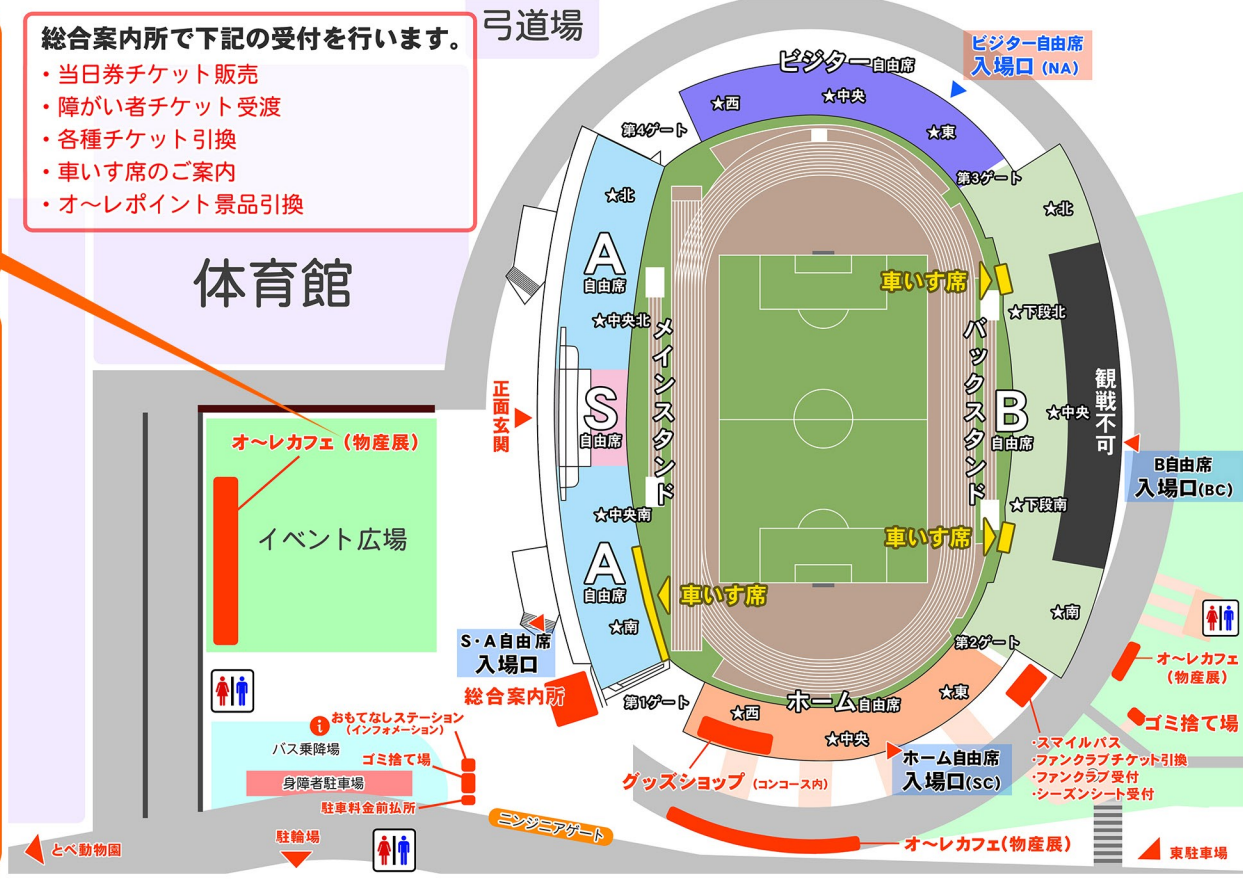 総合案内所で下記の受付を行います。
・当日券チケット販売
・障がい者チケット受渡
・各種チケット引換
・車いす席のご案内
・オ～レポイント景品引換
弓道場
ビジター自由席
入場口(NA)
ビジター自由席
★西
★中央
★東
第4ゲート
第3ゲート
体育館
★北
A
自由席
★中央北
メインスタンド
S
自由席
正面玄関
★中央南
A
自由席
★南
車いす席
車いす席
車いす席
バックスタンド
★北
★下段北
B
自由席
★中央
観戦不可
★下段南
★南
B自由席
入場口(BC)
オ～レカフェ(物産展)
イベント広場
S・A自由席
入場口
総合案内所
第1ゲート
第2ゲート
★西
ホーム自由席
★東
★中央
グッズショップ(コンコース内)
ホーム自由席
入場口(SC)
オ～レカフェ
(物産展)
ゴミ捨て場
・スマイルパス
・ファンクラブチケット引換
・ファンクラブ受付
・シーズンシート受付
i おもてなしステーション
(インフォメーション)
バス乗降場
ゴミ捨て場
身障者駐車場
駐車料金前払所
ニンジニアゲート
オ～レカフェ(物産展)
とべ動物園
駐輪場
東駐車場